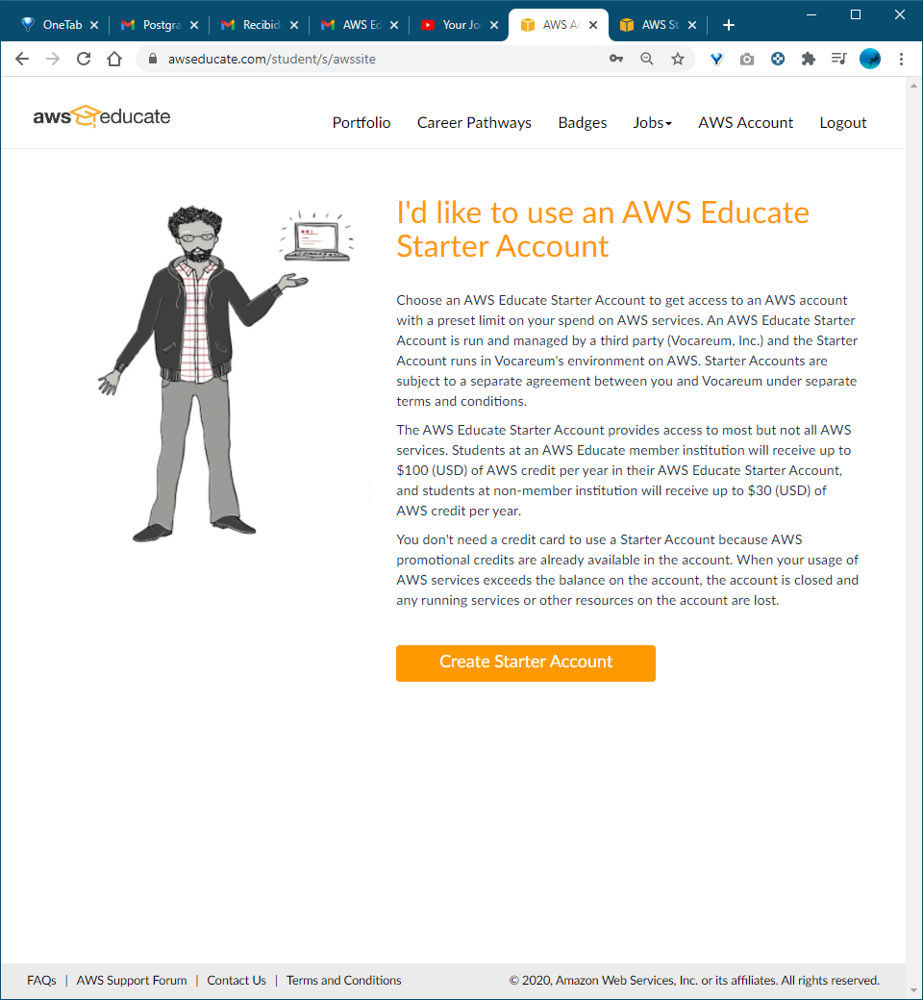 OneTab
Postgra
Recibid
AWS Ed
Your Jo
AWS A
AWS St
awseducate.com/student/s/awssite
aws educate
Portfolio
Career Pathways
Badges
Jobs
AWS Account
Logout
I'd like to use an AWS Educate
Starter Account
Choose an AWS Educate Starter Account to get access to an AWS account
with a preset limit on your spend on AWS services. An AWS Educate Starter
Account is run and managed by a third party (Vocareum, Inc.) and the Starter
Account runs in Vocareum's environment on AWS. Starter Accounts are
subject to a separate agreement between you and Vocareum under separate
terms and conditions.
The AWS Educate Starter Account provides access to most but not all AWS
services. Students at an AWS Educate member institution will receive up to
$100 (USD) of AWS credit per year in their AWS Educate Starter Account,
and students at non-member institution will receive up to $30 (USD) of
AWS credit per year.
You don't need a credit card to use a Starter Account because AWS
promotional credits are already available in the account. When your usage of
AWS services exceeds the balance on the account, the account is closed and
any running services or other resources on the account are lost.
Create Starter Account
FAQs | AWS Support Forum | Contact Us | Terms and Conditions
© 2020, Amazon Web Services, Inc. or its affiliates. All rights reserved.